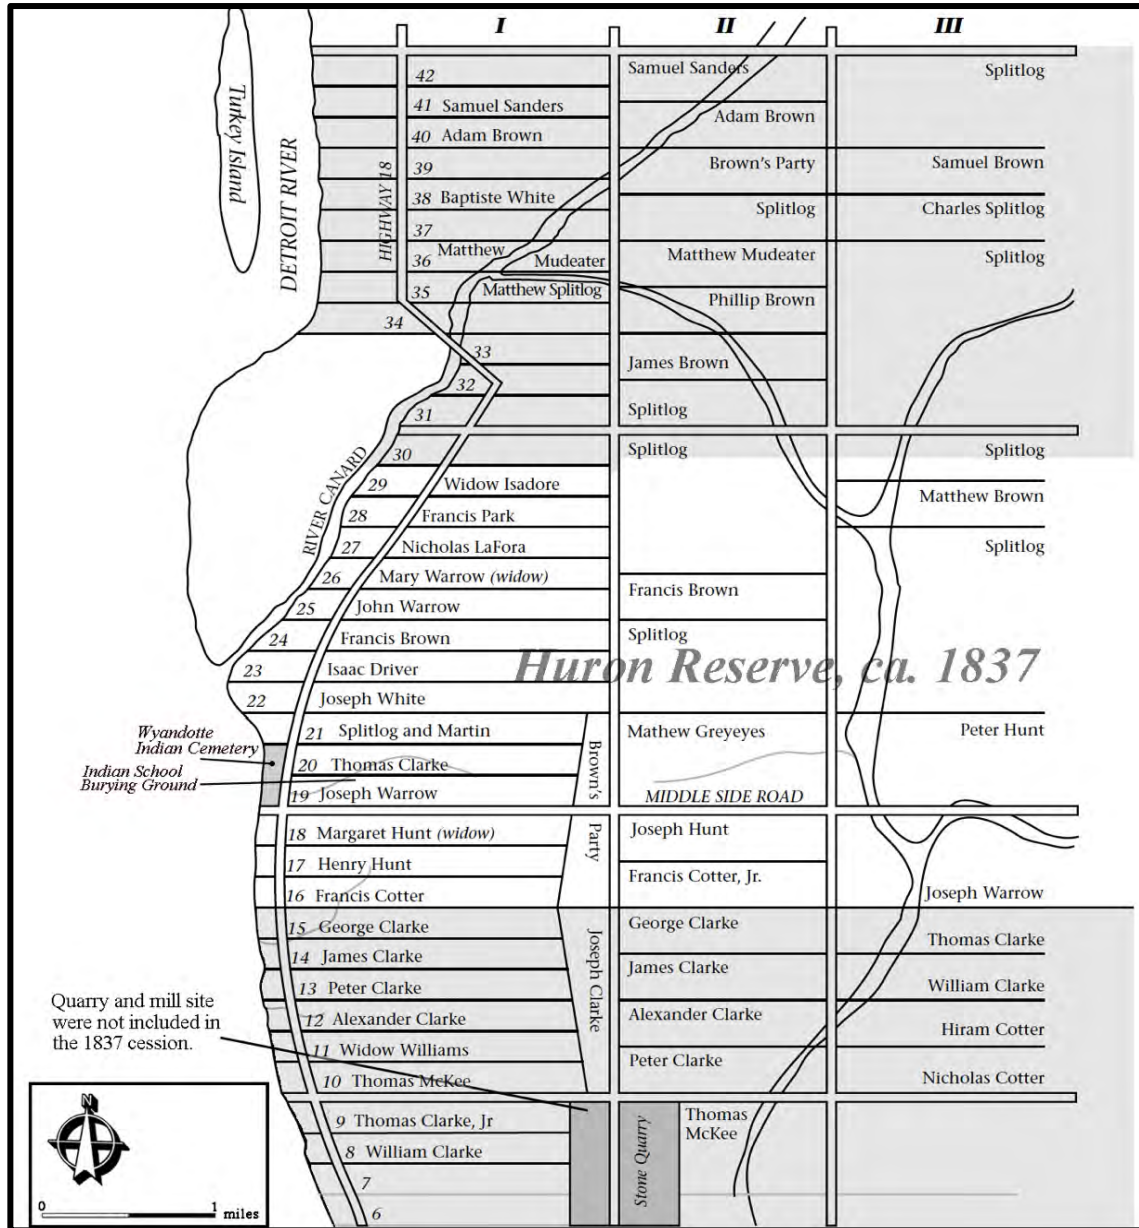 I
II
III
Turkey Island
DETROIT RIVER
HIGHWAY 18
RIVER CANARD
42
41 Samuel Sanders
40 Adam Brown
39
38 Baptiste White
37
36 Matthew Mudeater
35 Matthew Splitlog
34
33
32
31
30
29 Widow Isadore
28 Francis Park
27 Nicholas LaFora
26 Mary Warrow (widow)
25 John Warrow
24 Francis Brown
23 Isaac Driver
22 Joseph White
21 Splitlog and Martin
20 Thomas Clarke
19 Joseph Warrow
18 Margaret Hunt (widow)
17 Henry Hunt
16 Francis Cotter
15 George Clarke
14 James Clarke
13 Peter Clarke
12 Alexander Clarke
11 Widow Williams
10 Thomas McKee
9 Thomas Clarke, Jr
8 William Clarke
7
6
Brown's
Party
Joseph Clarke
Samuel Sanders
Adam Brown
Brown's Party
Splitlog
Matthew Mudeater
Phillip Brown
James Brown
Splitlog
Splitlog
Francis Brown
Splitlog
Mathew Greyeyes
MIDDLE SIDE ROAD
Joseph Hunt
Francis Cotter, Jr.
George Clarke
James Clarke
Alexander Clarke
Peter Clarke
Thomas
McKee
Stone Quarry
Splitlog
Samuel Brown
Charles Splitlog
Splitlog
Splitlog
Matthew Brown
Splitlog
Peter Hunt
Joseph Warrow
Thomas Clarke
William Clarke
Hiram Cotter
Nicholas Cotter
Huron Reserve, ca. 1837
Wyandotte
Indian Cemetery
Indian School
Burying Ground
Quarry and mill site
were not included in
the 1837 cession.
N
0 1 miles